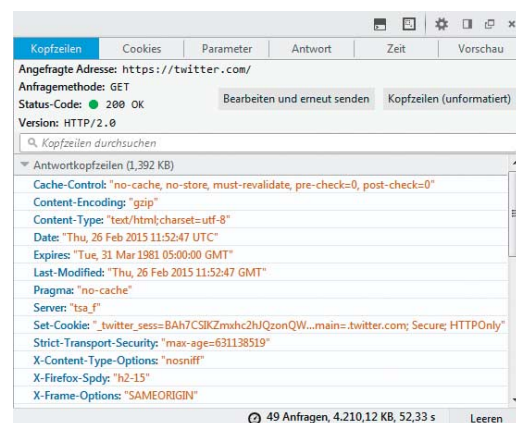 Kopfzeilen Cookies Parameter Antwort Zeit Vorschau
Angefragte Adresse: https://twitter.com/
Anfragemethode: GET
Status-Code: 200 OK
Bearbeiten und erneut senden Kopfzeilen (unformatiert)
Version: HTTP/2.0
Kopfzeilen durchsuchen
Antwortkopfzeilen (1,392 KB)
Cache-Control: "no-cache, no-store, must-revalidate, pre-check=0, post-check=0"
Content-Encoding: "gzip"
Content-Type: "text/html;charset=utf-8"
Date: "Thu, 26 Feb 2015 11:52:47 UTC"
Expires: "Tue, 31 Mar 1981 05:00:00 GMT"
Last-Modified: "Thu, 26 Feb 2015 11:52:47 GMT"
Pragma: "no-cache"
Server: "tsa_f"
Set-Cookie: "_twitter_sess=BAh7CSIKZmxhc2hJQzonQW...main=.twitter.com; Secure; HTTPOnly"
Strict-Transport-Security: "max-age=631138519"
X-Content-Type-Options: "nosniff"
X-Firefox-Spdy: "h2-15"
X-Frame-Options: "SAMEORIGIN"
49 Anfragen, 4.210,12 KB, 52,33 s Leeren